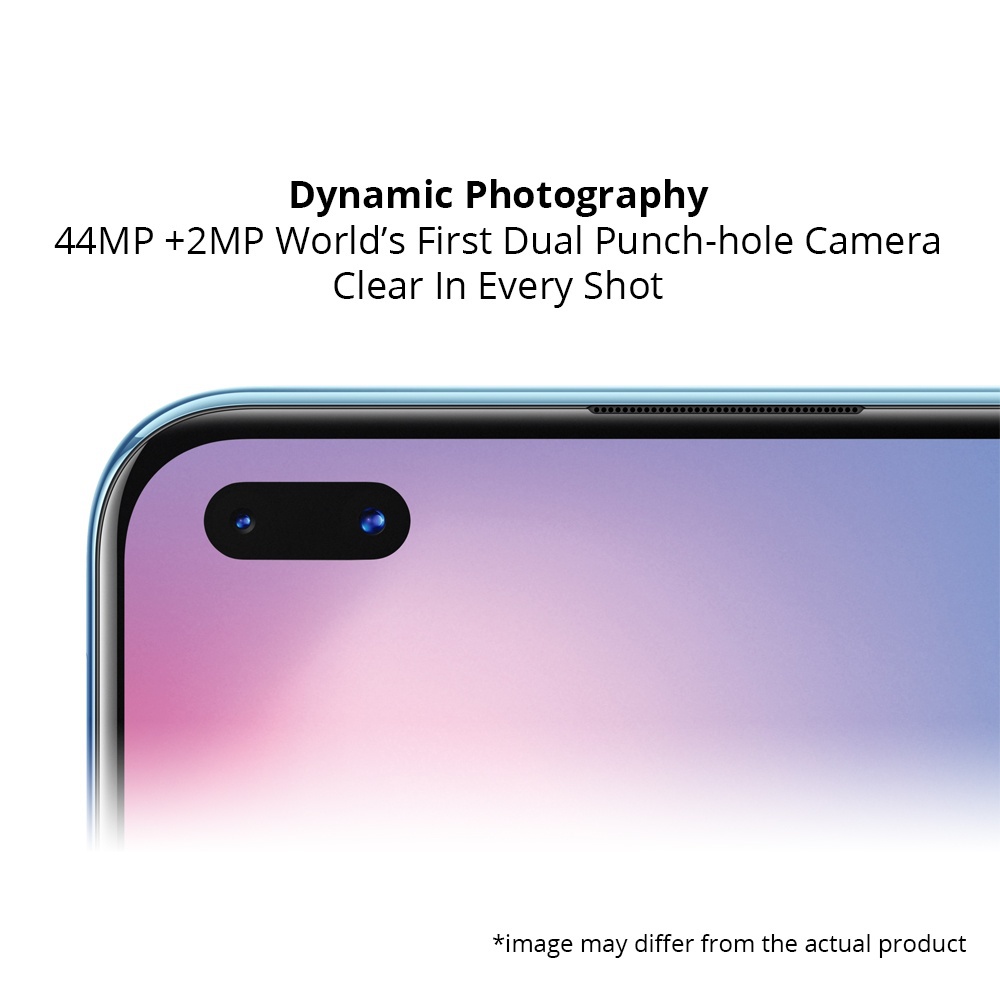 Dynamic Photography
44MP +2MP World’s First Dual Punch-hole Camera
Clear In Every Shot
*image may differ from the actual product